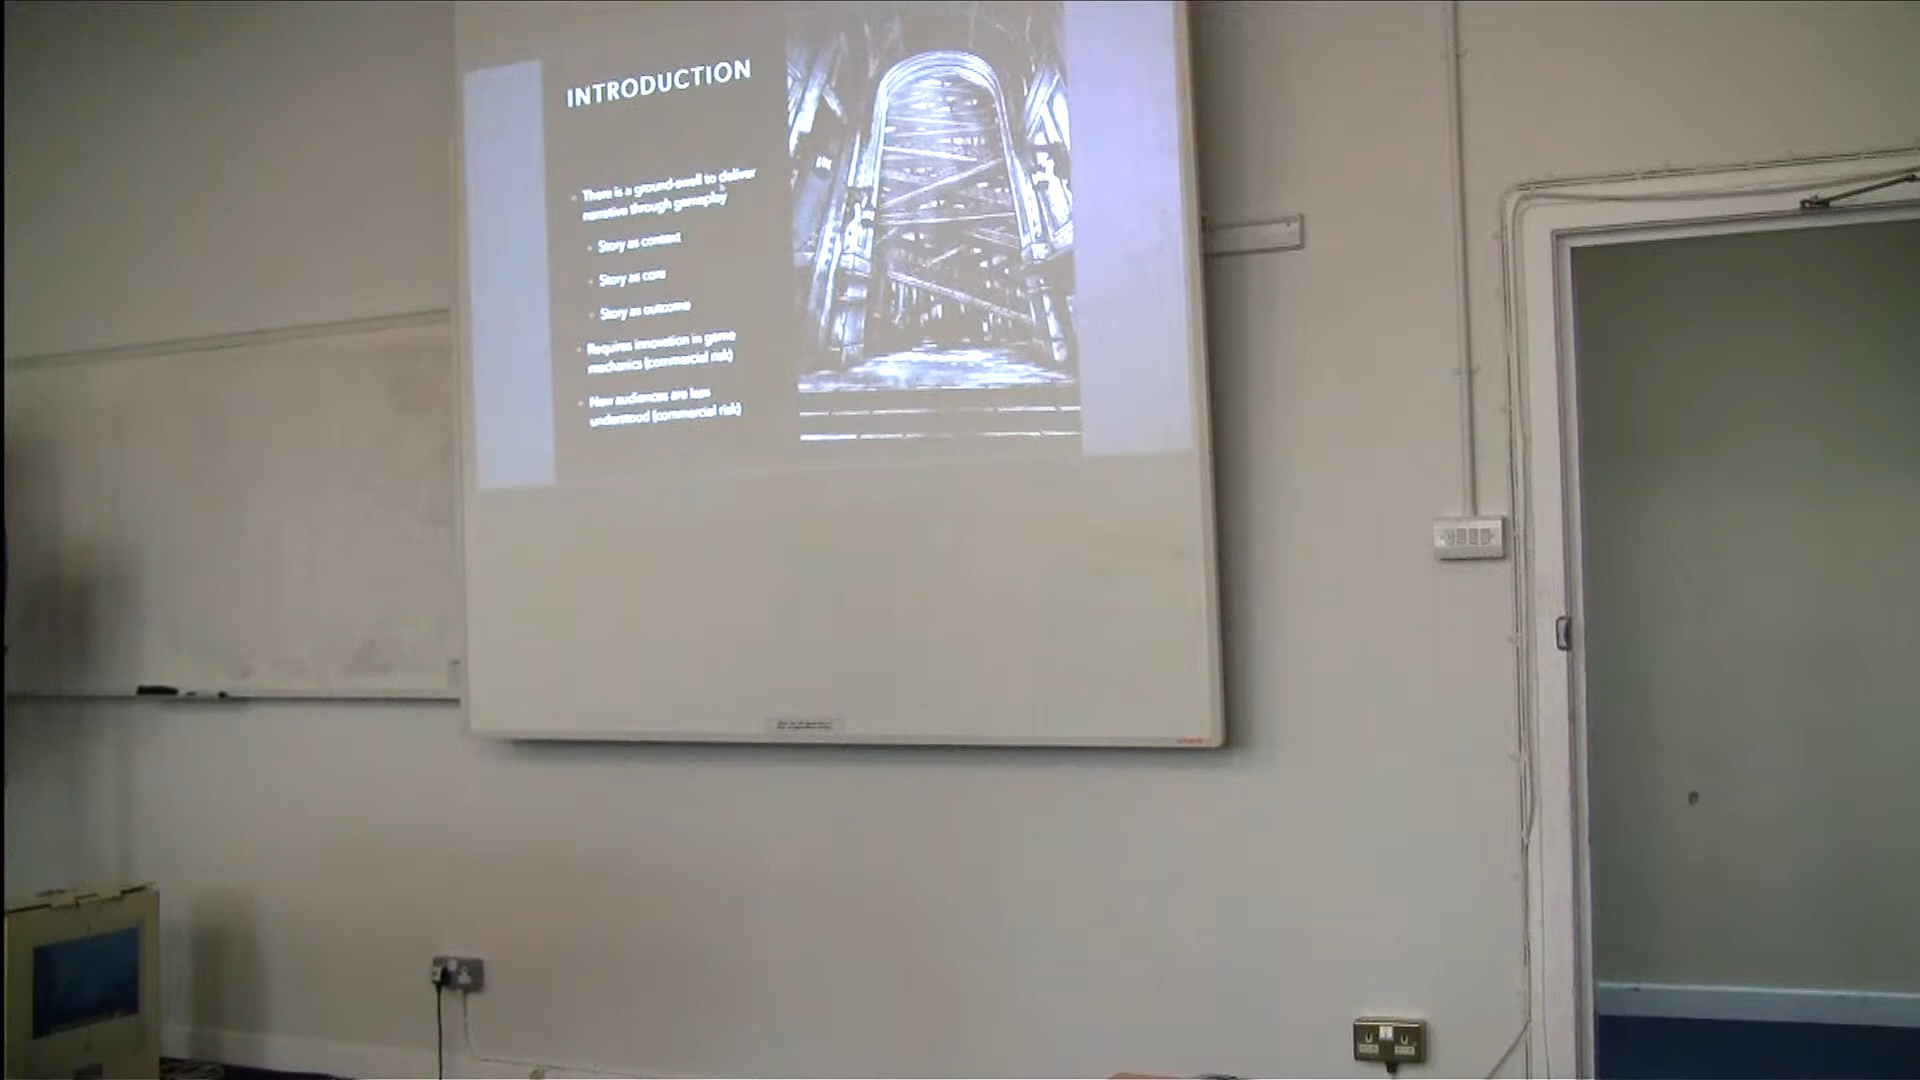 INTRODUCTION
There is a ground-swell to deliver
narrative through gameplay
Story as context
Story as core
Story as outcome
Requires innovation in game
mechanics (commercial risk)
New audiences are less
understood (commercial risk)